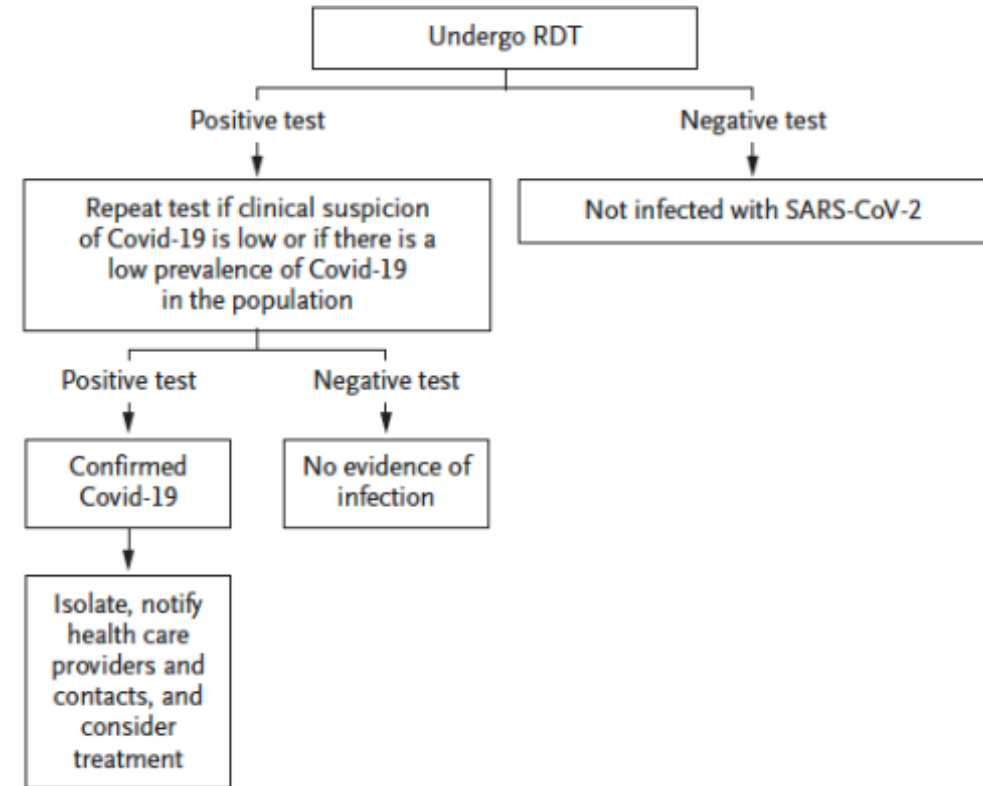 Undergo RDT
Positive test
Negative test
Repeat test if clinical suspicion
of Covid-19 is low or if there is a
low prevalence of Covid-19
in the population
Not infected with SARS-CoV-2
Positive test
Negative test
Confirmed
Covid-19
No evidence of
infection
Isolate, notify
health care
providers and
contacts, and
consider
treatment